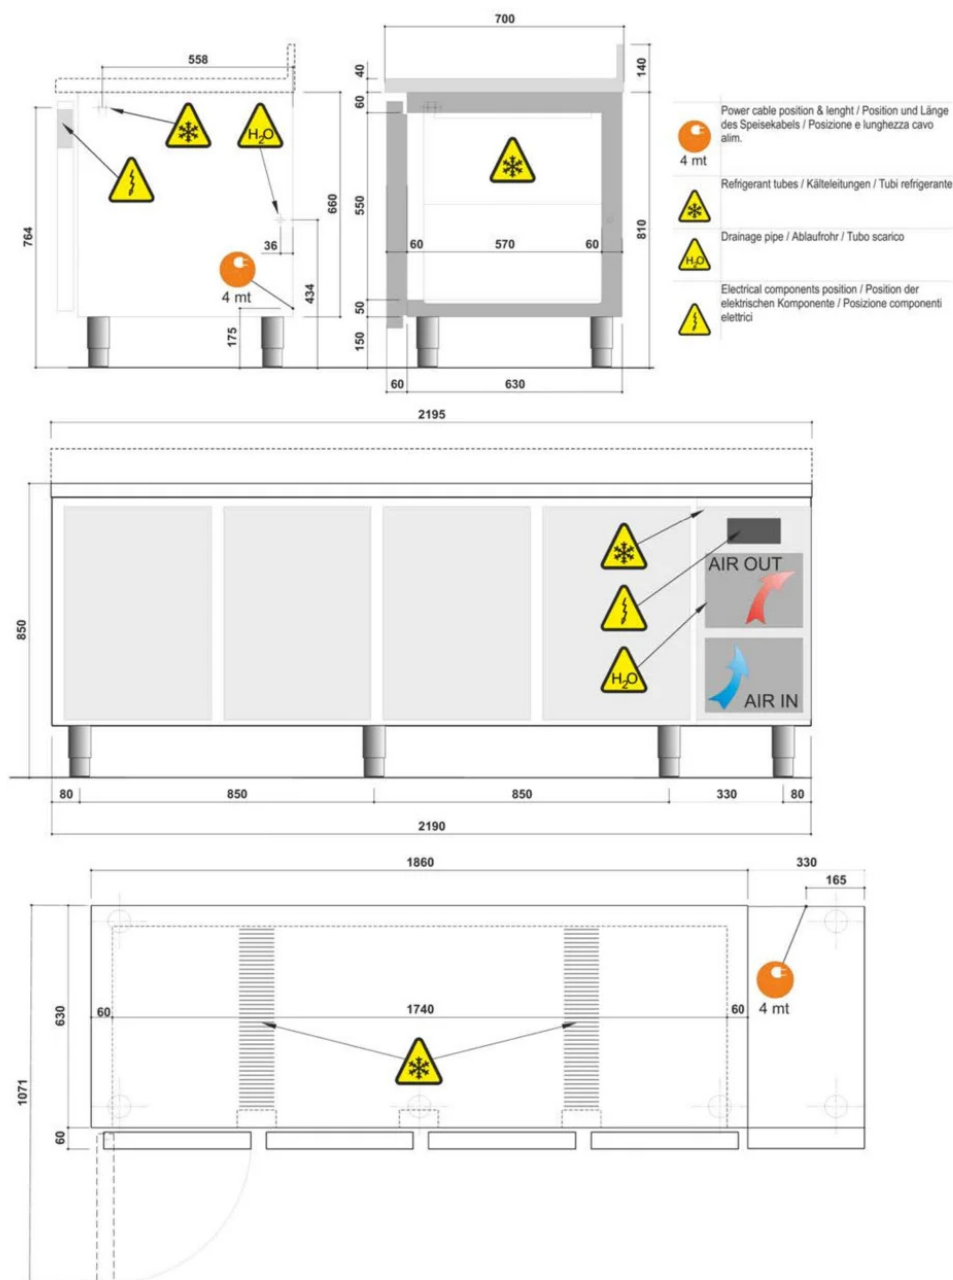 700
558
140
40
60
H₂O
Power cable position & lenght / Position und Länge
des Speisekabels / Posizione e lunghezza cavo
alim.
4 mt
Refrigerant tubes / Kälteleitungen / Tubi refrigerante
Drainage pipe / Ablaufrohr / Tubo scarico
H₂O
Electrical components position / Position der
elektrischen Komponente / Posizione componenti
elettrici
764
660
550
810
36
60
570
60
4 mt
434
175
50
150
60
630
2195
850
AIR OUT
H₂O
AIR IN
80
850
850
330
80
2190
1860
330
165
1071
630
60
1740
60
4 mt
60